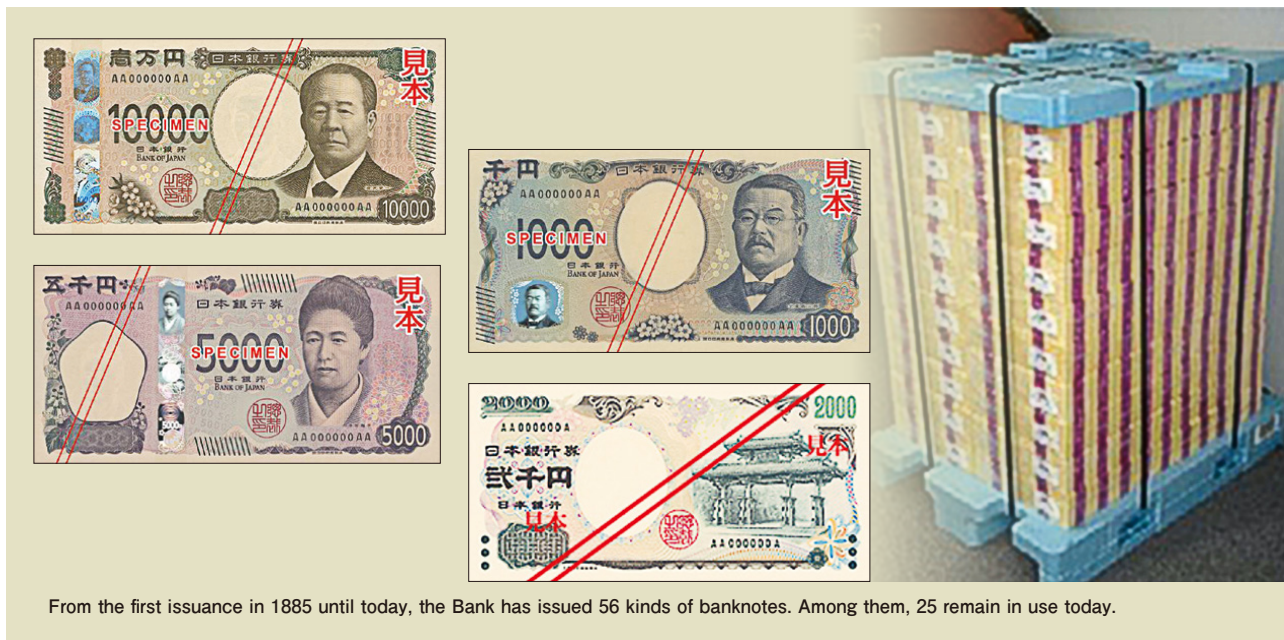 壱万円
日本銀行券
見本
AA000000AA
10000
SPECIMEN
日本銀行
BANK OF JAPAN
AA000000AA
10000
千円
日本銀行券
見本
AA000000AA
1000
SPECIMEN
日本銀行
BANK OF JAPAN
AA000000AA
1000
五千円
AA000000AA
日本銀行券
見本
5000
SPECIMEN
日本銀行
BANK OF JAPAN
5000
AA000000AA
5000
2000
2000
AA000000A
日本銀行券
見本
弐千円
日本銀行
見本
AA000000A
From the first issuance in 1885 until today, the Bank has issued 56 kinds of banknotes. Among them, 25 remain in use today.